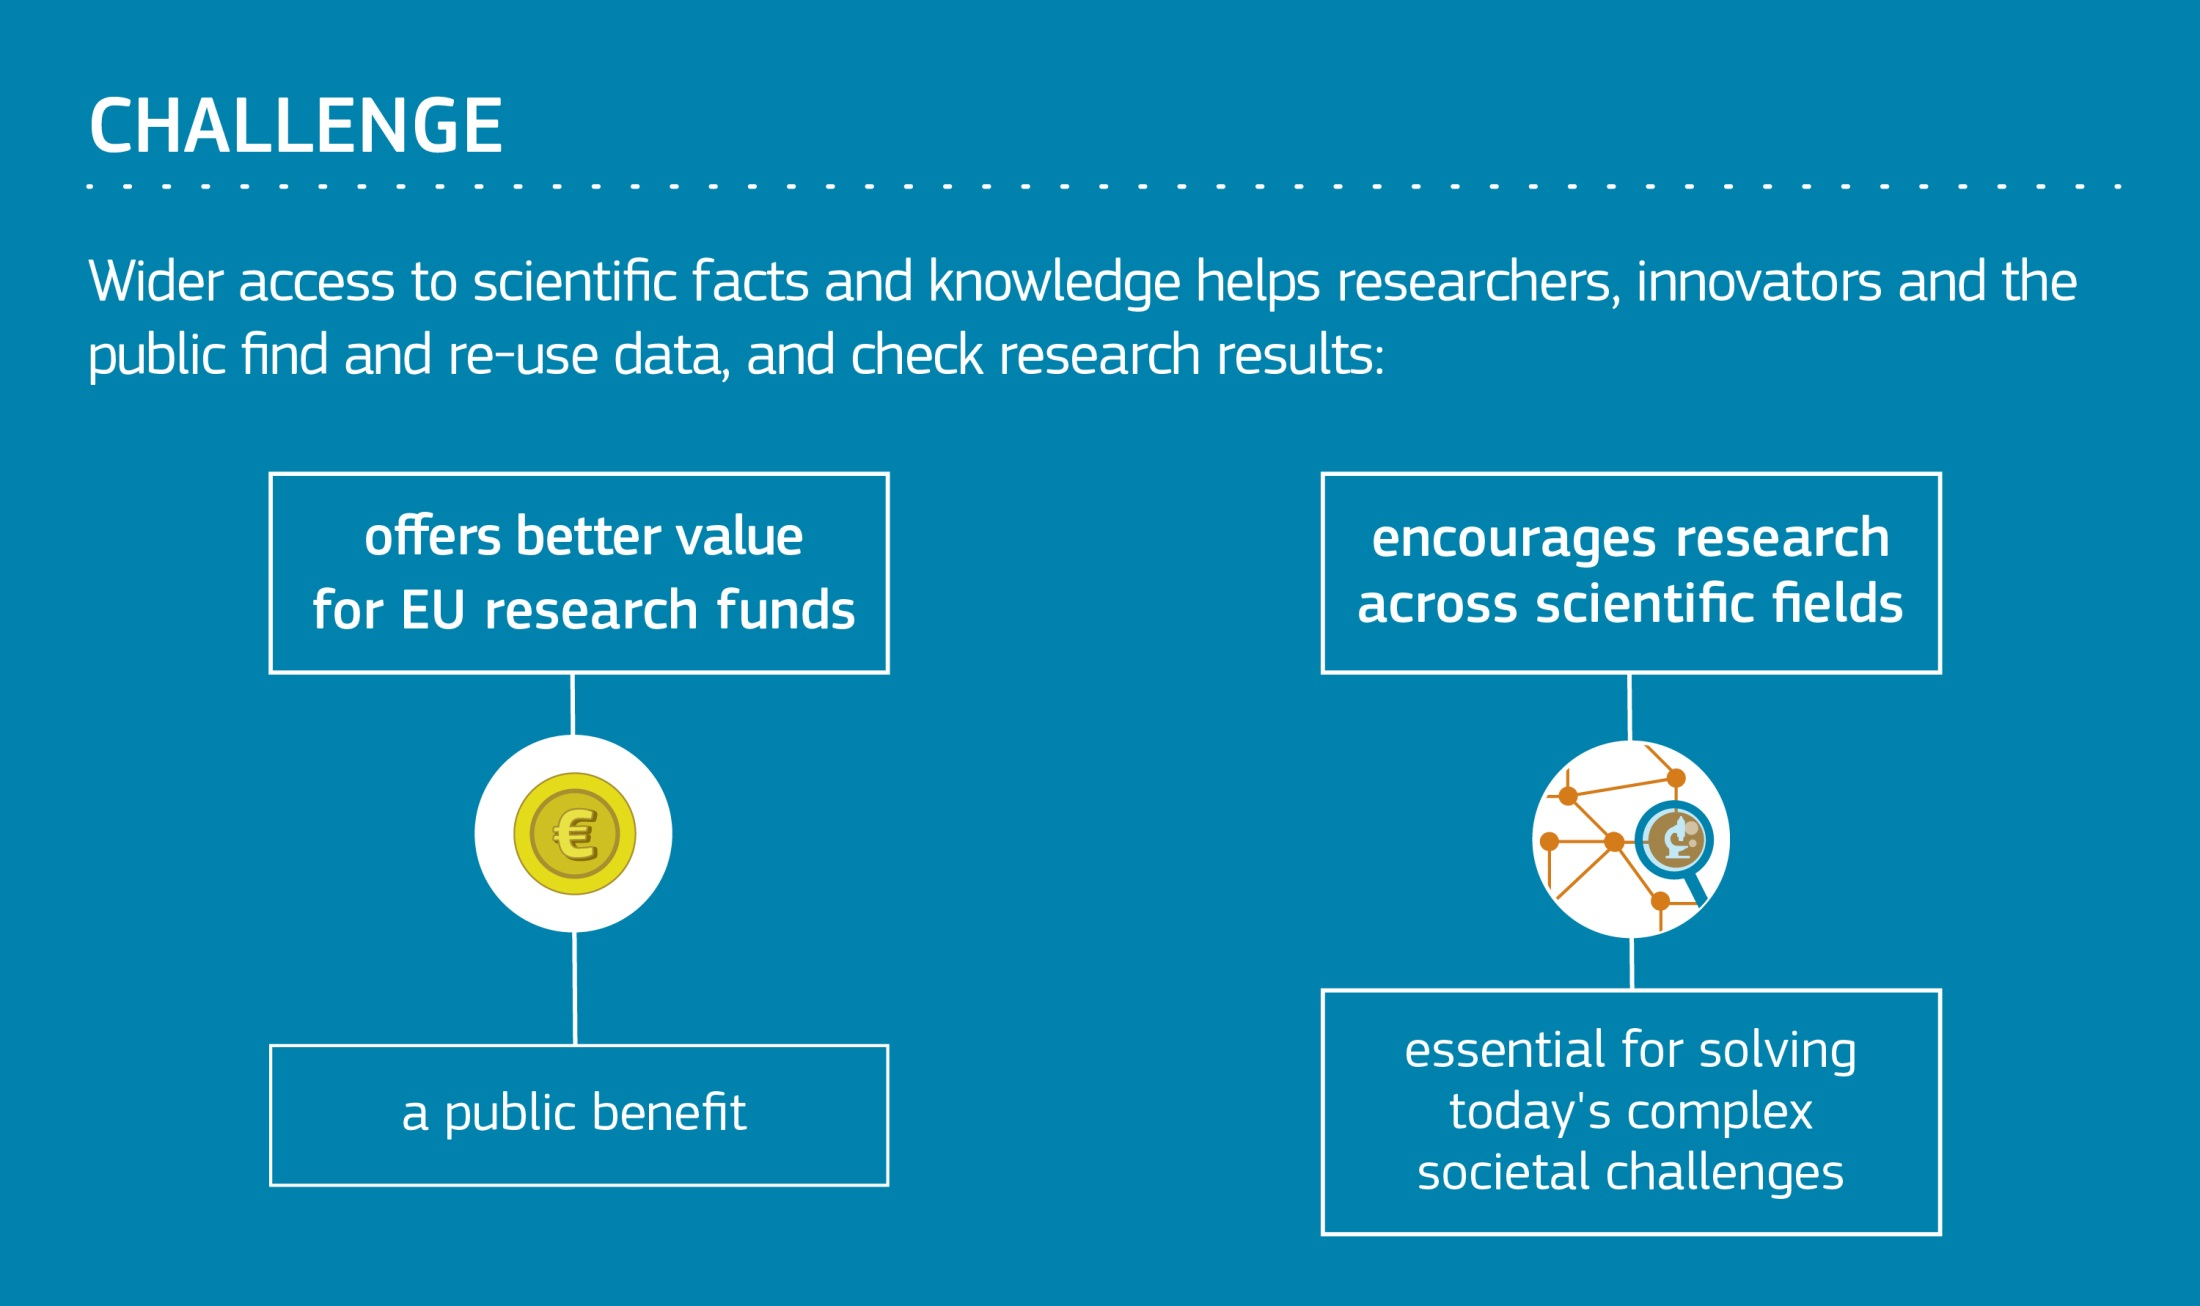 CHALLENGE
Wider access to scientific facts and knowledge helps researchers, innovators and the
public find and re-use data, and check research results:
offers better value
for EU research funds
€
a public benefit
encourages research
across scientific fields
essential for solving
today's complex
societal challenges